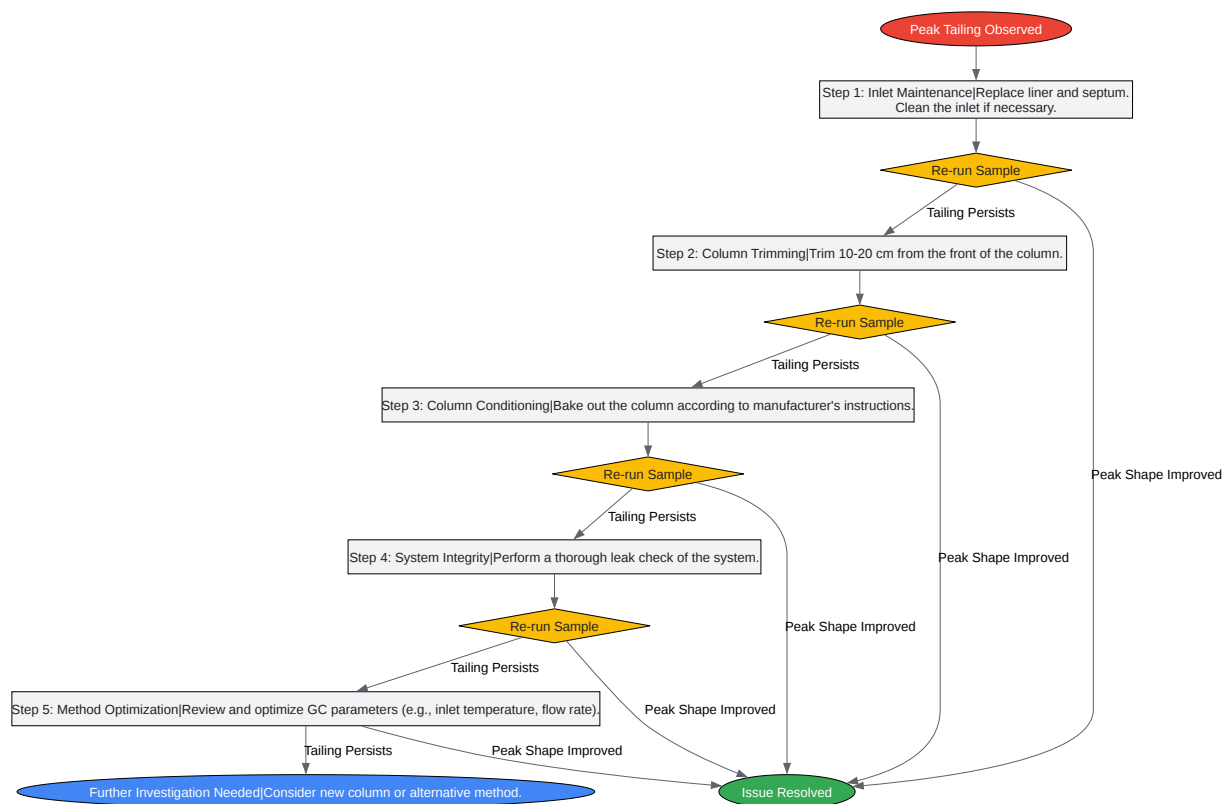 Peak Tailing Observed
Step 1: Inlet Maintenance|Replace liner and septum.
Clean the inlet if necessary.
Re-run Sample
Tailing Persists
Step 2: Column Trimming|Trim 10-20 cm from the front of the column.
Re-run Sample
Tailing Persists
Step 3: Column Conditioning|Bake out the column according to manufacturer's instructions.
Re-run Sample
Peak Shape Improved
Tailing Persists
Step 4: System Integrity|Perform a thorough leak check of the system.
Peak Shape Improved
Re-run Sample
Peak Shape Improved
Tailing Persists
Step 5: Method Optimization|Review and optimize GC parameters (e.g., inlet temperature, flow rate).
Peak Shape Improved
Tailing Persists
Peak Shape Improved
Further Investigation Needed|Consider new column or alternative method.
Issue Resolved